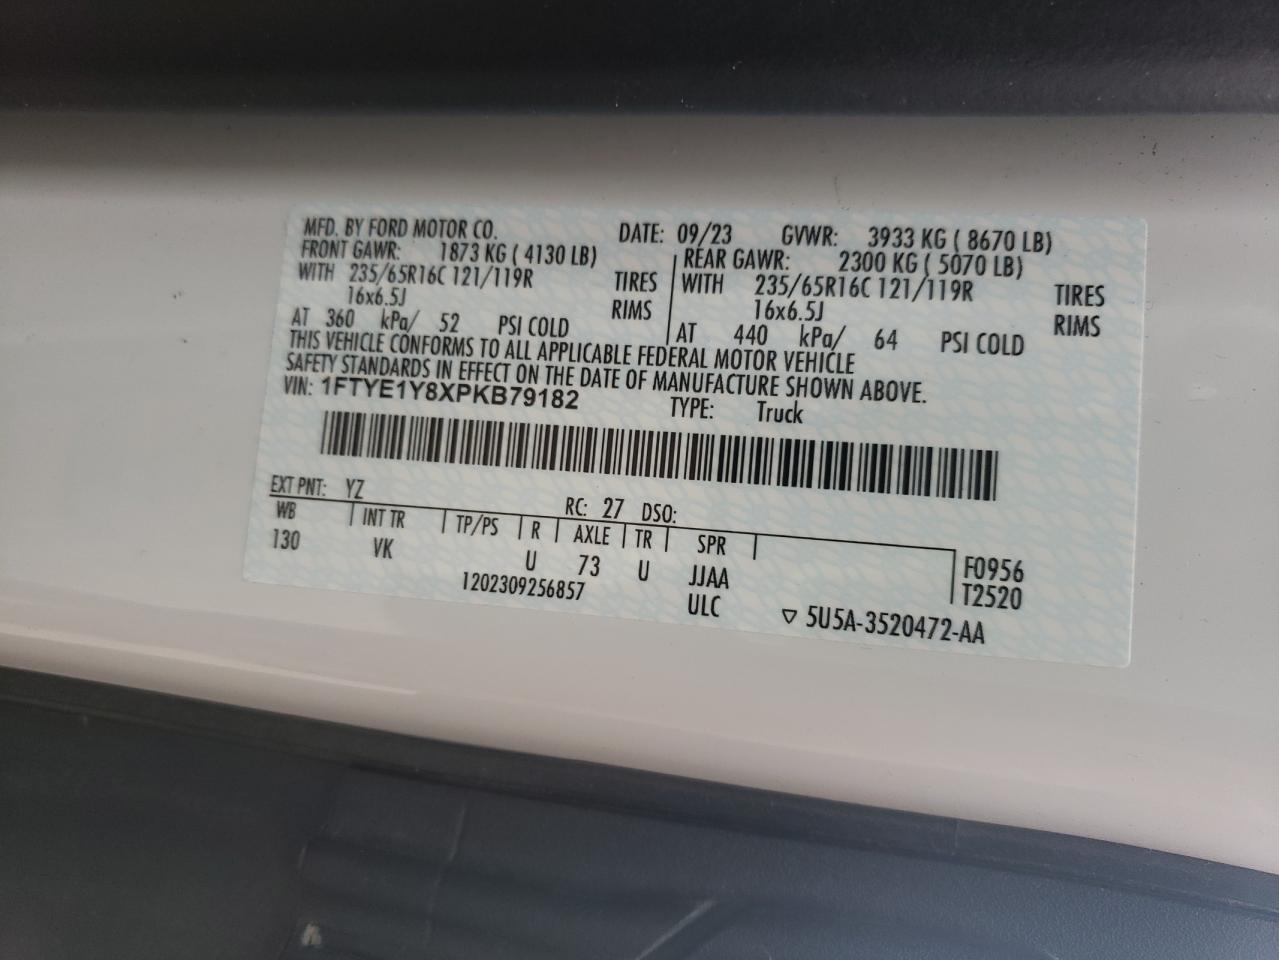 MFD. BY FORD MOTOR CO. DATE: 09/23 GVWR: 3933 KG ( 8670 LB)
FRONT GAWR: 1873 KG ( 4130 LB) REAR GAWR: 2300 KG ( 5070 LB)
WITH 235/65R16C 121/119R TIRES WITH 235/65R16C 121/119R TIRES
16x6.5J RIMS 16x6.5J RIMS
AT 360 kPa/ 52 PSI COLD AT 440 kPa/ 64 PSI COLD
THIS VEHICLE CONFORMS TO ALL APPLICABLE FEDERAL MOTOR VEHICLE
SAFETY STANDARDS IN EFFECT ON THE DATE OF MANUFACTURE SHOWN ABOVE.
VIN: 1FTYE1Y8XPKB79182 TYPE: Truck
EXT PNT: YZ RC: 27 DSO:
WB INT TR TP/PS R AXLE TR SPR
130 VK U 73 U JJAA F0956
1202309256857 ULC T2520
▽ 5U5A-3520472-AA